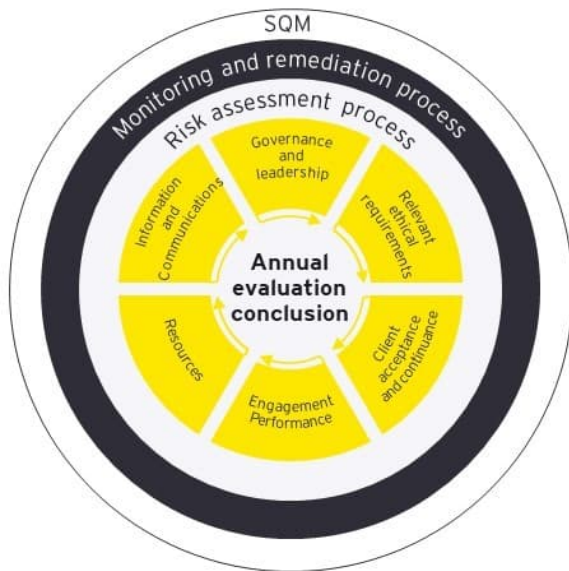 SQM
Monitoring and remediation process
Risk assessment process
Governance
and
leadership
Relevant
ethical
requirements
Client
acceptance
and continuance
Engagement
Performance
Resources
Information
and
Communications
Annual
evaluation
conclusion